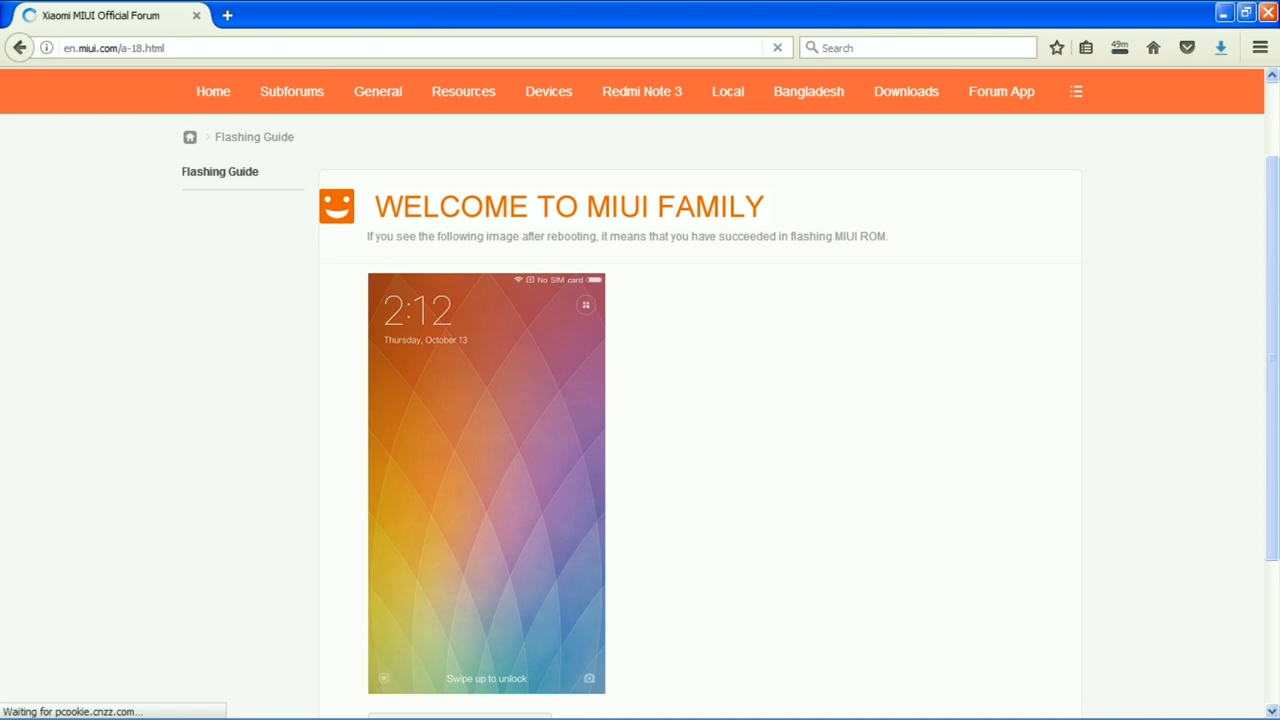 Xiaomi MIUI Official Forum
en.miui.com/a-18.html
Search
49m
Home Subforums General Resources Devices Redmi Note 3 Local Bangladesh Downloads Forum App
Flashing Guide
Flashing Guide
WELCOME TO MIUI FAMILY
If you see the following image after rebooting, it means that you have succeeded in flashing MIUI ROM.
No SIM card
2:12
Thursday, October 13
Swipe up to unlock
Waiting for pcookie.cnzz.com...